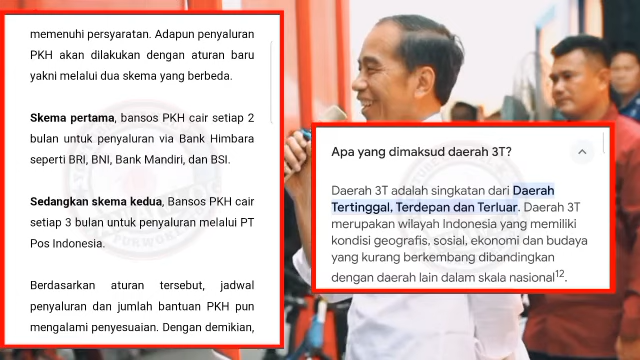 memenuhi persyaratan. Adapun penyaluran
PKH akan dilakukan dengan aturan baru
yakni melalui dua skema yang berbeda.
Skema pertama, bansos PKH cair setiap 2
bulan untuk penyaluran via Bank Himbara
seperti BRI, BNI, Bank Mandiri, dan BSI.
Sedangkan skema kedua, Bansos PKH cair
setiap 3 bulan untuk penyaluran melalui PT
Pos Indonesia.
Berdasarkan aturan tersebut, jadwal
penyaluran dan jumlah bantuan PKH pun
mengalami penyesuaian. Dengan demikian,
Apa yang dimaksud daerah 3T?
Daerah 3T adalah singkatan dari Daerah
Tertinggal, Terdepan dan Terluar. Daerah 3T
merupakan wilayah Indonesia yang memiliki
kondisi geografis, sosial, ekonomi dan budaya
yang kurang berkembang dibandingkan
dengan daerah lain dalam skala nasional12.